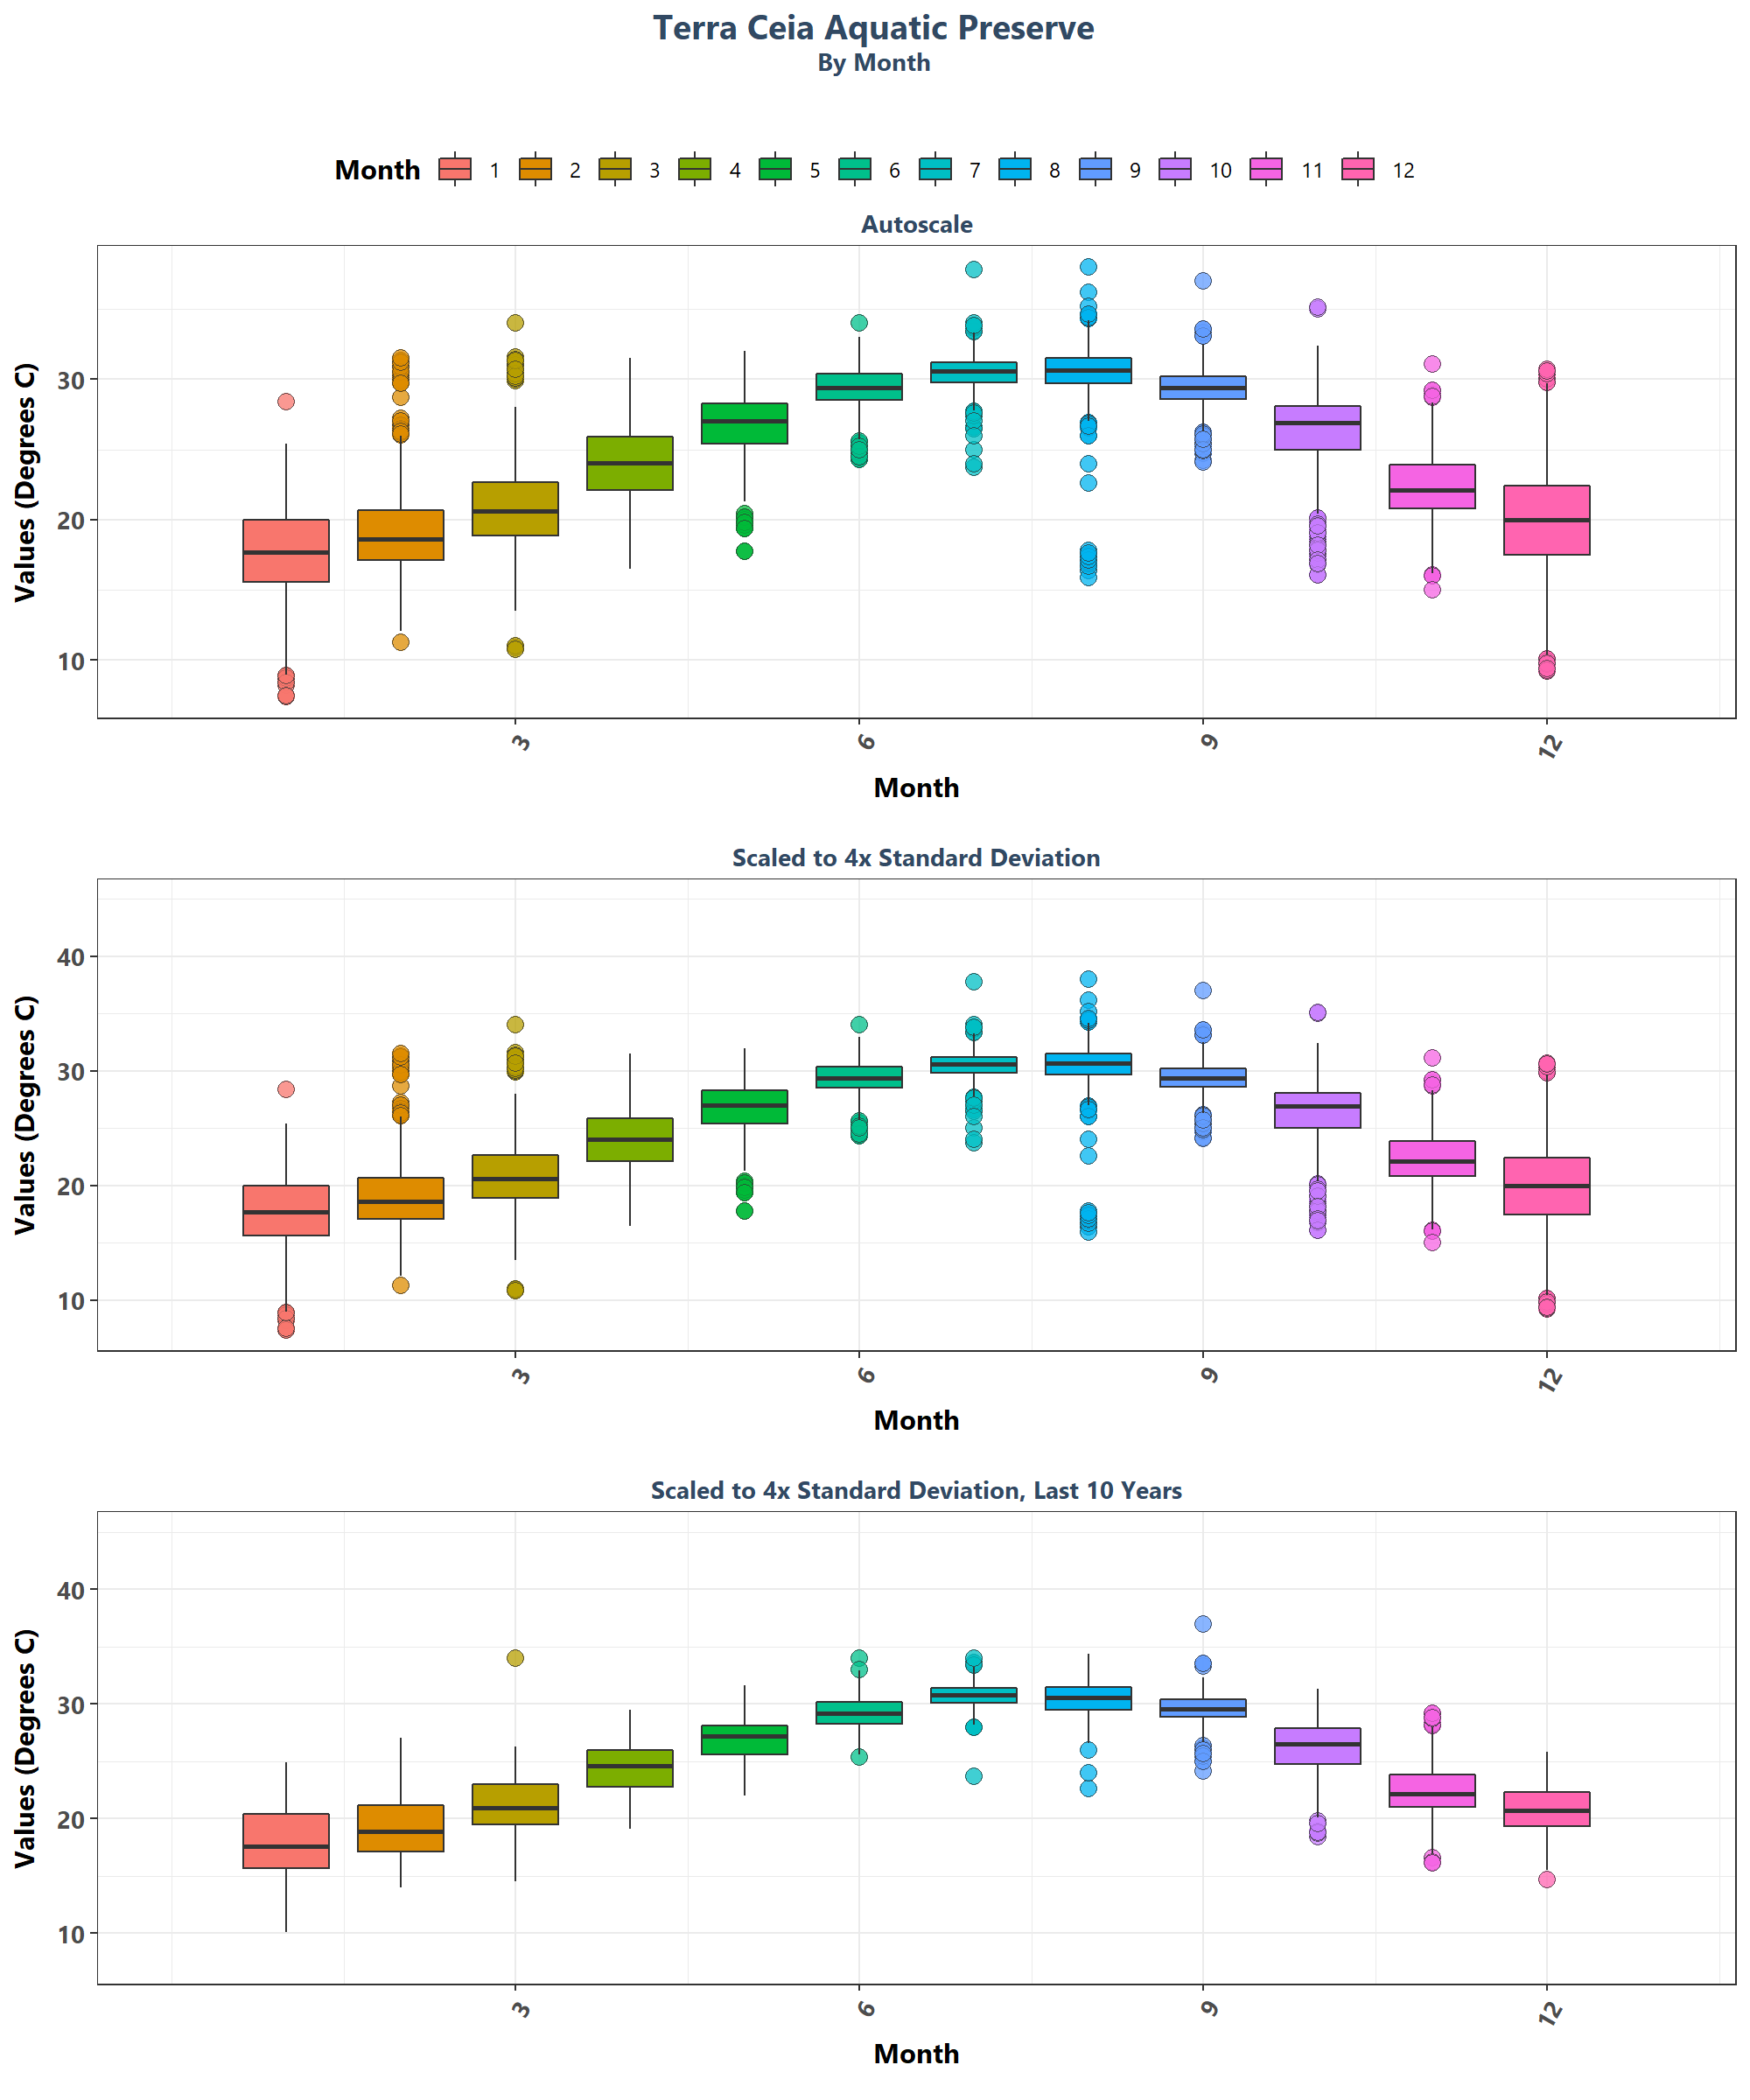 Terra Ceia Aquatic Preserve
By Month
Month 1 2 3 4 5 6 7 8 9 10 11 12
Autoscale
Values (Degrees C)
30
20
10
3 6 9 12
Month
Scaled to 4x Standard Deviation
Values (Degrees C)
40
30
20
10
3 6 9 12
Month
Scaled to 4x Standard Deviation, Last 10 Years
Values (Degrees C)
40
30
20
10
3 6 9 12
Month